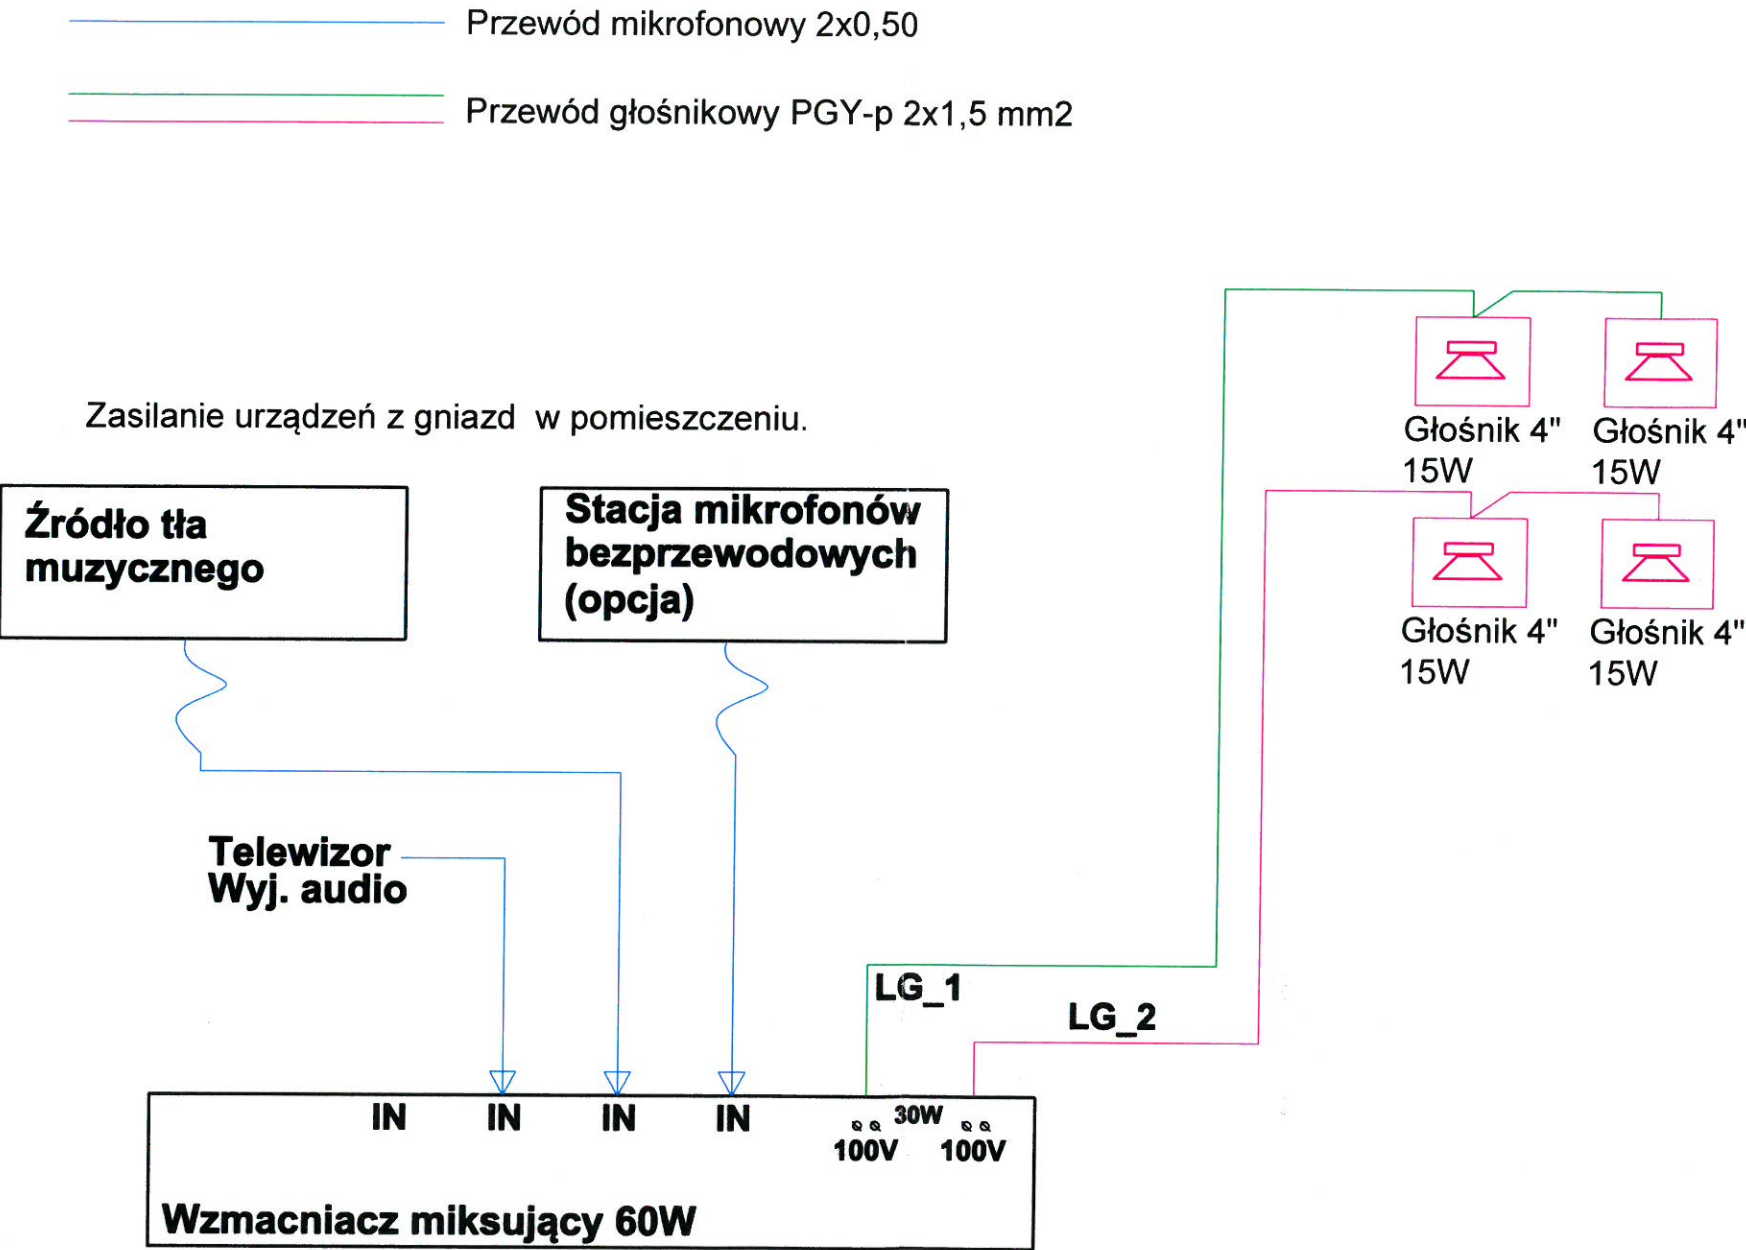 Przewód mikrofonowy 2x0,50
Przewód głośnikowy PGY-p 2x1,5 mm2
Głośnik 4" Głośnik 4"
15W 15W
Zasilanie urządzeń z gniazd w pomieszczeniu.
Źródło tła
muzycznego
Stacja mikrofonów
bezprzewodowych
(opcja)
Głośnik 4" Głośnik 4"
15W 15W
Telewizor
Wyj. audio
LG_1
LG_2
IN IN IN IN 30W
100V 100V
Wzmacniacz miksujący 60W